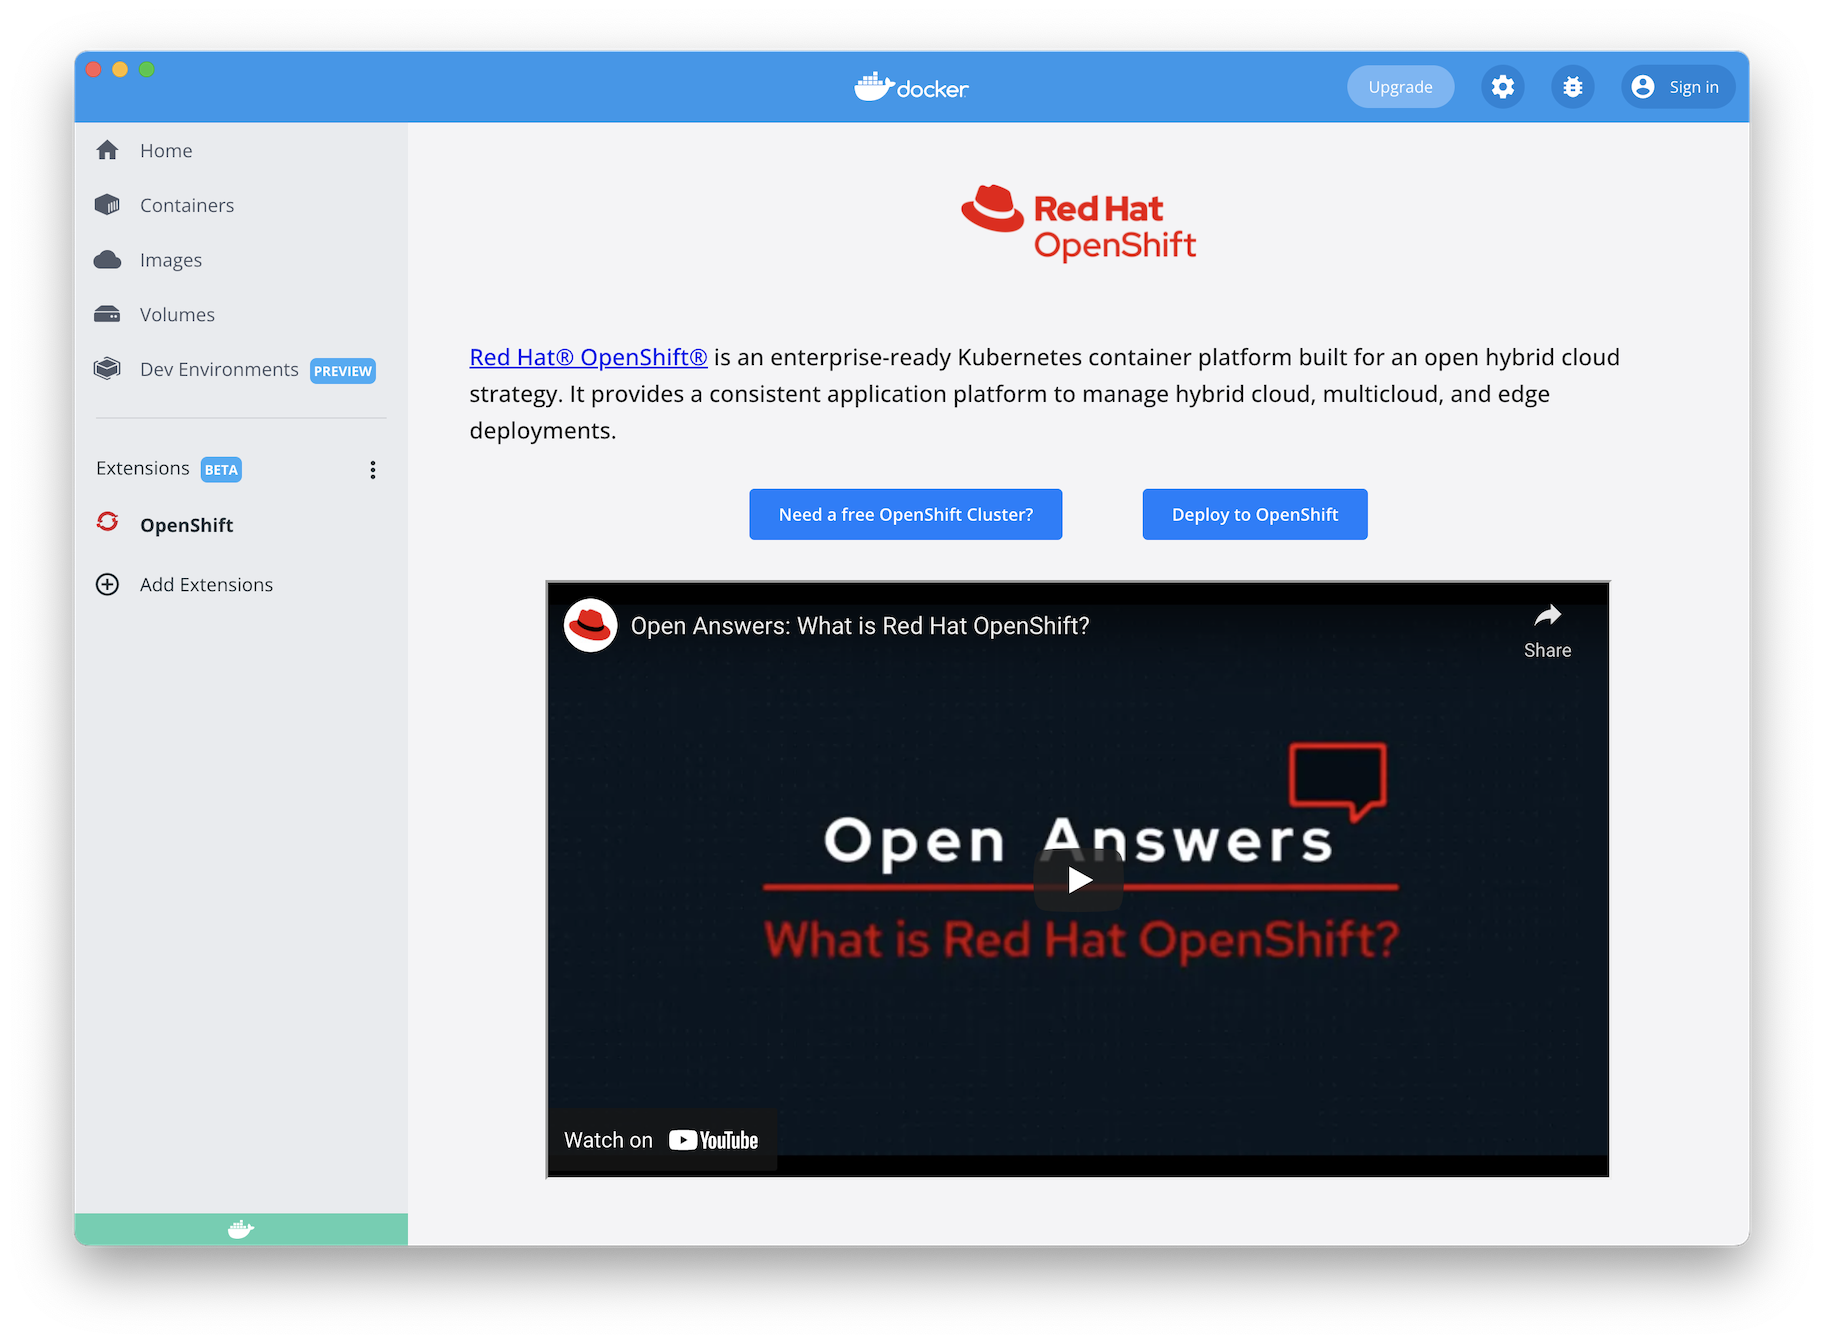 docker
Upgrade
Sign in
Home
Containers
Images
Volumes
Dev Environments PREVIEW
Extensions BETA
OpenShift
Add Extensions
Red Hat
OpenShift
Red Hat® OpenShift® is an enterprise-ready Kubernetes container platform built for an open hybrid cloud
strategy. It provides a consistent application platform to manage hybrid cloud, multicloud, and edge
deployments.
Need a free OpenShift Cluster?
Deploy to OpenShift
Open Answers: What is Red Hat OpenShift?
Share
Open Answers
What is Red Hat OpenShift?
Watch on YouTube